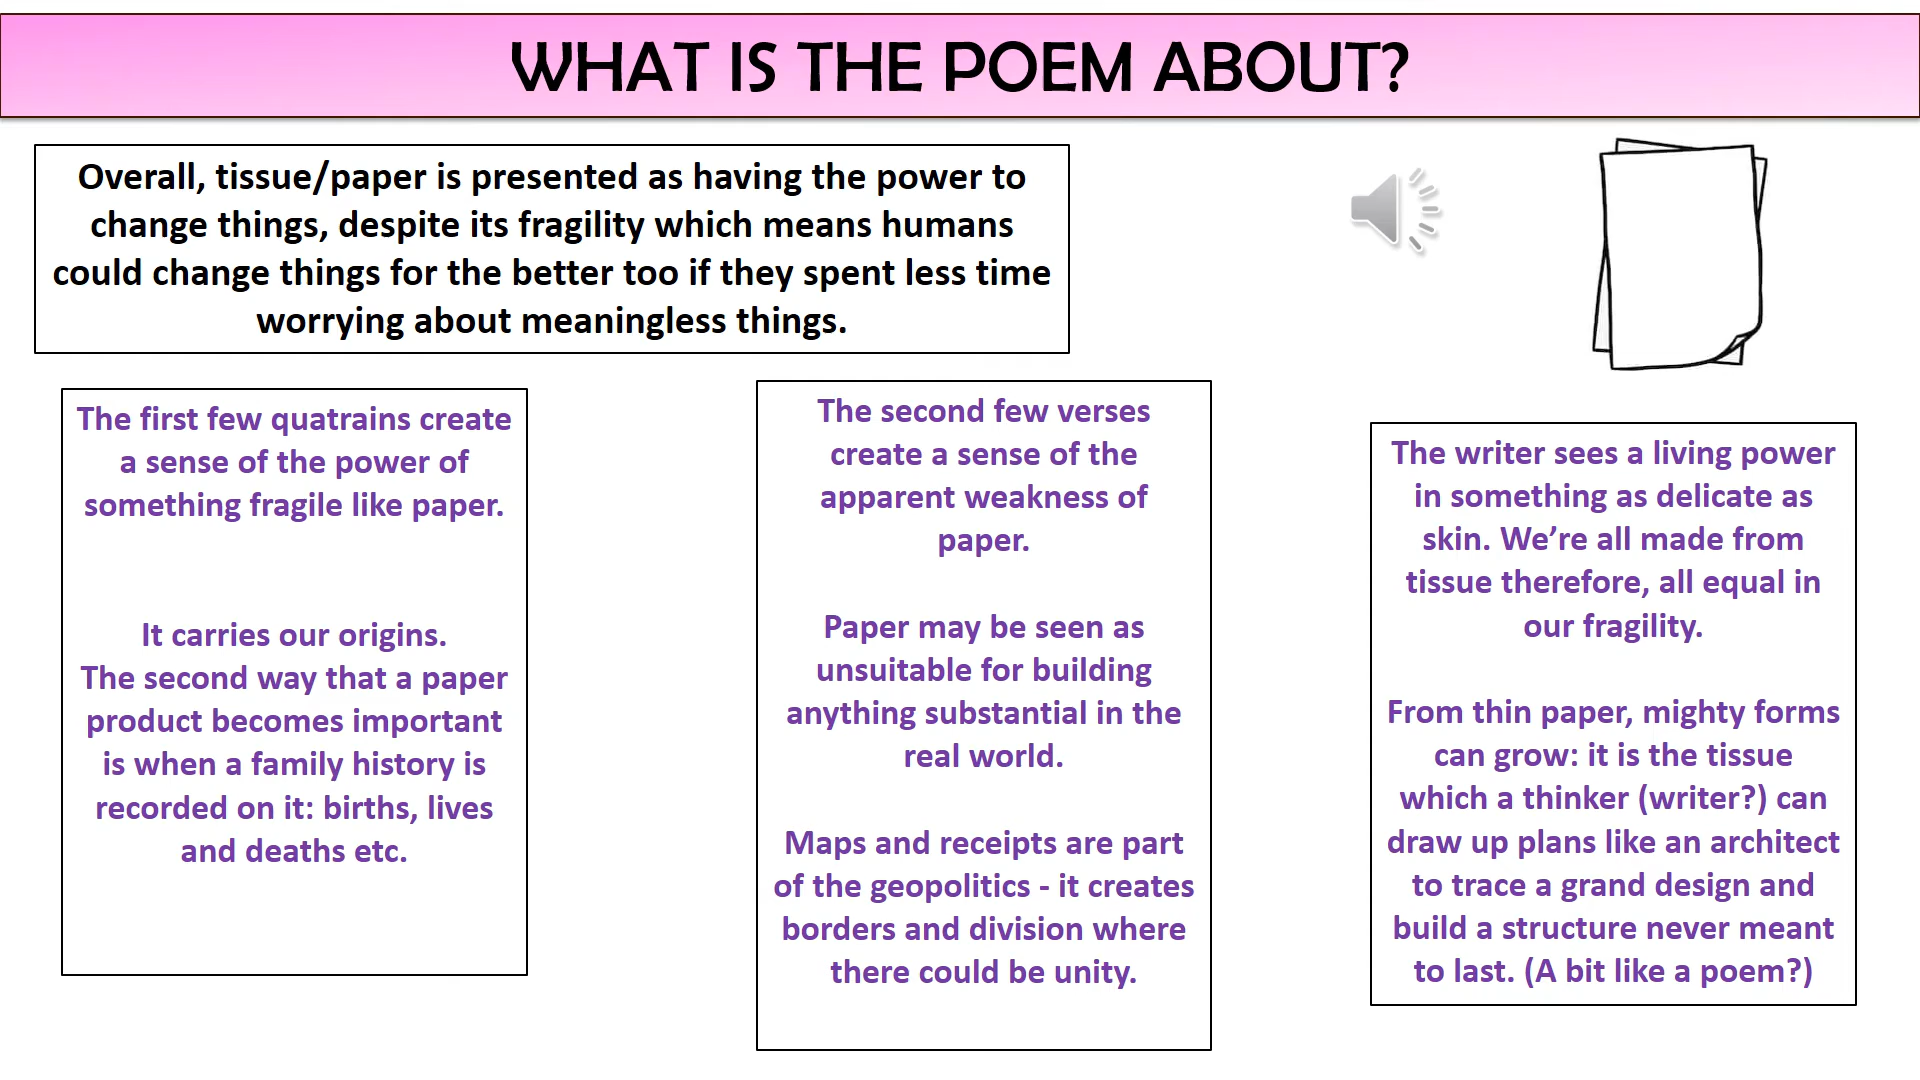 WHAT IS THE POEM ABOUT?
Overall, tissue/paper is presented as having the power to
change things, despite its fragility which means humans
could change things for the better too if they spent less time
worrying about meaningless things.
The first few quatrains create
a sense of the power of
something fragile like paper.
It carries our origins.
The second way that a paper
product becomes important
is when a family history is
recorded on it: births, lives
and deaths etc.
The second few verses
create a sense of the
apparent weakness of
paper.
Paper may be seen as
unsuitable for building
anything substantial in the
real world.
Maps and receipts are part
of the geopolitics - it creates
borders and division where
there could be unity.
The writer sees a living power
in something as delicate as
skin. We’re all made from
tissue therefore, all equal in
our fragility.
From thin paper, mighty forms
can grow: it is the tissue
which a thinker (writer?) can
draw up plans like an architect
to trace a grand design and
build a structure never meant
to last. (A bit like a poem?)